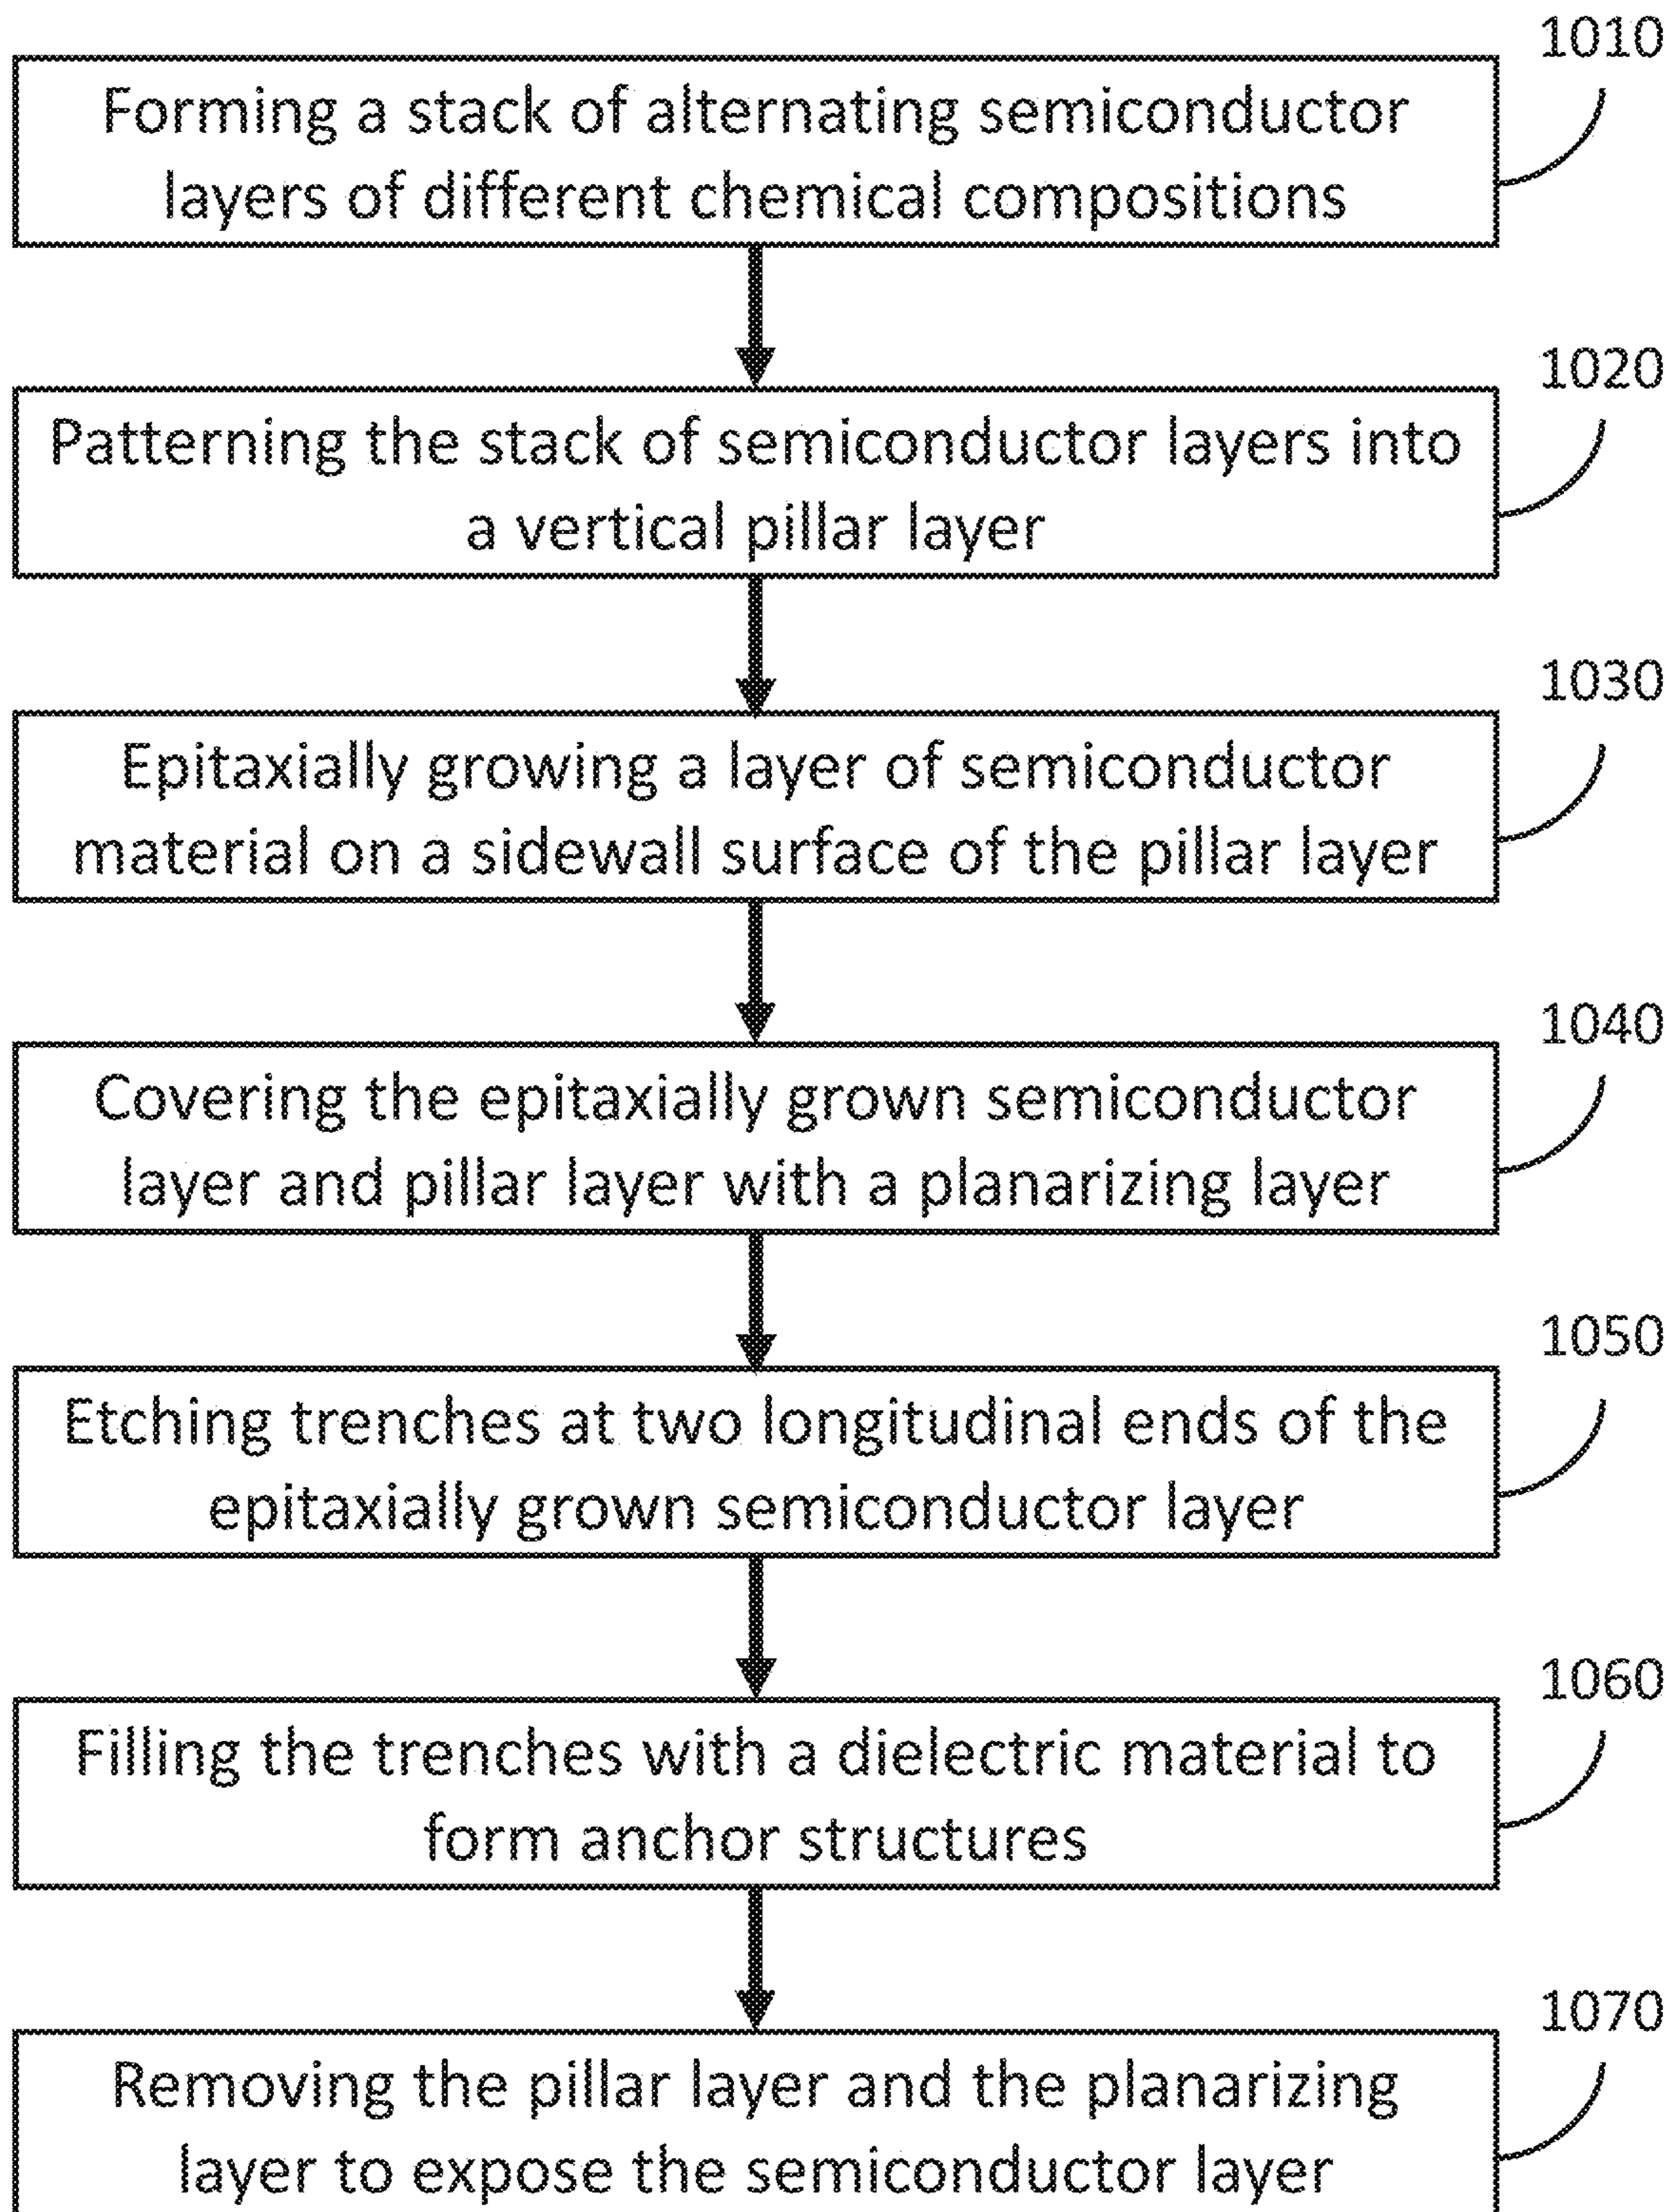 1010
Forming a stack of alternating semiconductor
layers of different chemical compositions
1020
Patterning the stack of semiconductor layers into
a vertical pillar layer
1030
Epitaxially growing a layer of semiconductor
material on a sidewall surface of the pillar layer
1040
Covering the epitaxially grown semiconductor
layer and pillar layer with a planarizing layer
1050
Etching trenches at two longitudinal ends of the
epitaxially grown semiconductor layer
1060
Filling the trenches with a dielectric material to
form anchor structures
1070
Removing the pillar layer and the planarizing
layer to expose the semiconductor layer